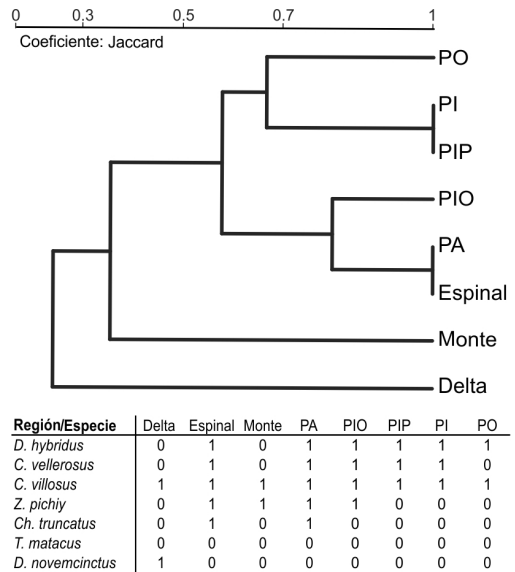 0 0.3 0.5 0.7 1
Coeficiente: Jaccard
PO
PI
PIP
PIO
PA
Espinal
Monte
Delta
Región/Especie Delta Espinal Monte PA PIO PIP PI PO
D. hybridus 0 1 0 1 1 1 1 1
C. vellerosus 0 1 0 1 1 1 1 0
C. villosus 1 1 1 1 1 1 1 1
Z. pichiy 0 1 1 1 1 0 0 0
Ch. truncatus 0 1 0 1 0 0 0 0
T. matacus 0 0 0 0 0 0 0 0
D. novemcinctus 1 0 0 0 0 0 0 0